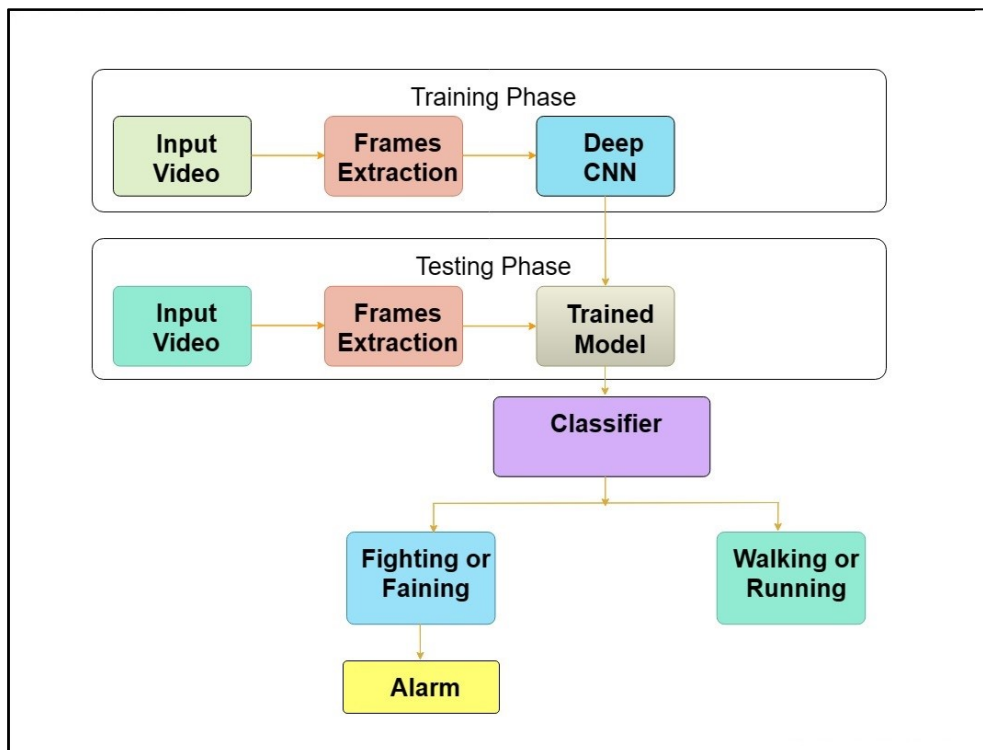 Training Phase
Input
Video
Frames
Extraction
Deep
CNN
Testing Phase
Input
Video
Frames
Extraction
Trained
Model
Classifier
Fighting or
Faining
Walking or
Running
Alarm